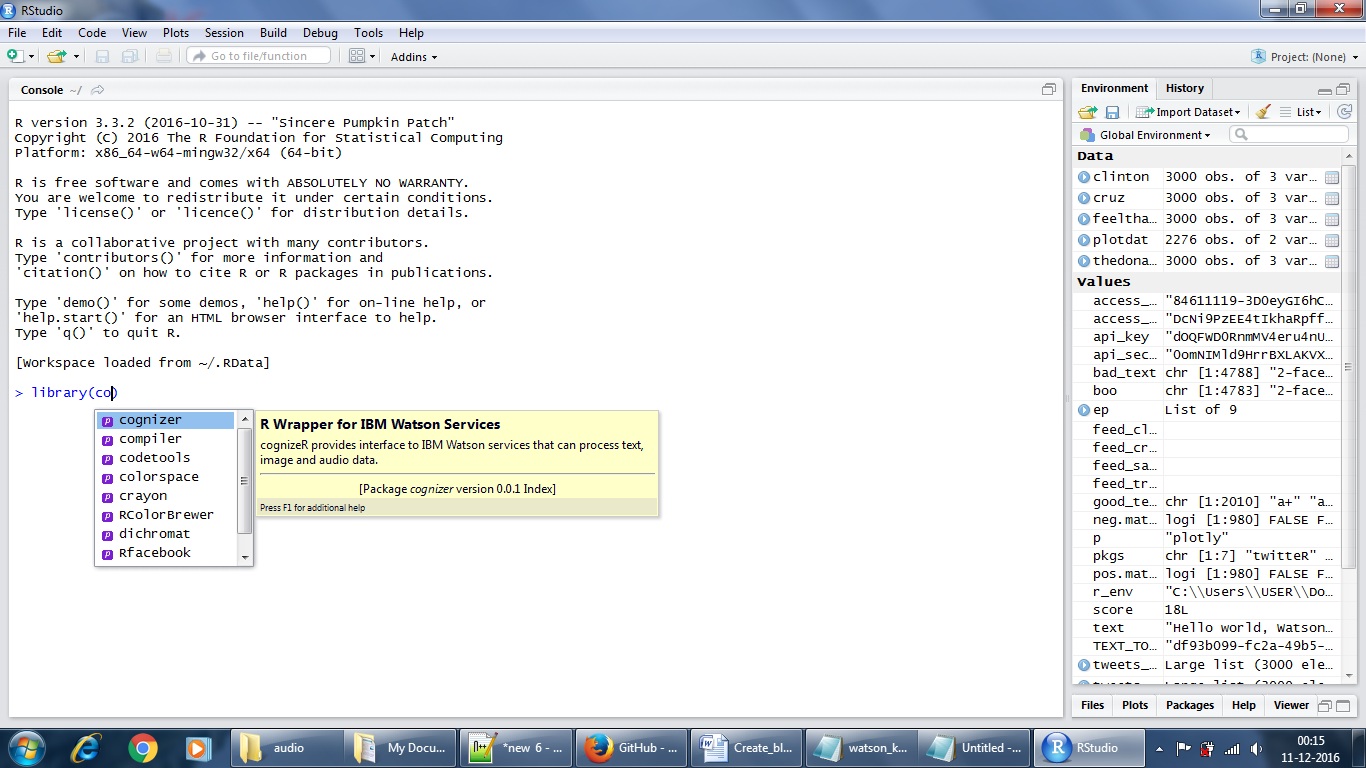 RStudio
File Edit Code View Plots Session Build Debug Tools Help
Go to file/function Addins Project: (None)
Console ~/
R version 3.3.2 (2016-10-31) -- "Sincere Pumpkin Patch"
Copyright (C) 2016 The R Foundation for Statistical Computing
Platform: x86_64-w64-mingw32/x64 (64-bit)
R is free software and comes with ABSOLUTELY NO WARRANTY.
You are welcome to redistribute it under certain conditions.
Type 'license()' or 'licence()' for distribution details.
R is a collaborative project with many contributors.
Type 'contributors()' for more information and
'citation()' on how to cite R or R packages in publications.
Type 'demo()' for some demos, 'help()' for on-line help, or
'help.start()' for an HTML browser interface to help.
Type 'q()' to quit R.
[Workspace loaded from ~/.RData]
> library(co)
cognizer
compiler
codetools
colorspace
crayon
RColorBrewer
dichromat
Rfacebook
R Wrapper for IBM Watson Services
cognizeR provides interface to IBM Watson services that can process text,
image and audio data.
[Package cognizer version 0.0.1 Index]
Press F1 for additional help
Environment History
Import Dataset List
Global Environment
Data
clinton 3000 obs. of 3 var...
cruz 3000 obs. of 3 var...
feeltha... 3000 obs. of 3 var...
plotdat 2276 obs. of 2 var...
thedona... 3000 obs. of 3 var...
Values
access_... "84611119-3DOeyGI6hC...
access_... "DcNi9PzEE4tIkhaRpff...
api_key "dOQFWDORnmMV4eru4nU...
api_sec... "OomNIMld9HrrBXLAKVX...
bad_text chr [1:4788] "2-face...
boo chr [1:4783] "2-face...
ep List of 9
feed_cl...
feed_cr...
feed_sa...
feed_tr...
good_te... chr [1:2010] "a+" "a...
neg.mat... logi [1:980] FALSE F...
p "plotly"
pkgs chr [1:7] "twitteR" ...
pos.mat... logi [1:980] FALSE F...
r_env "C:\\Users\\USER\\Do...
score 18L
text "Hello world, Watson...
TEXT_TO... "df93b099-fc2a-49b5-...
tweets_... Large list (3000 ele...
Files Plots Packages Help Viewer
audio My Docu... *new 6 - ... GitHub - ... Create_bl... watson_k... Untitled -... RStudio
00:15
11-12-2016